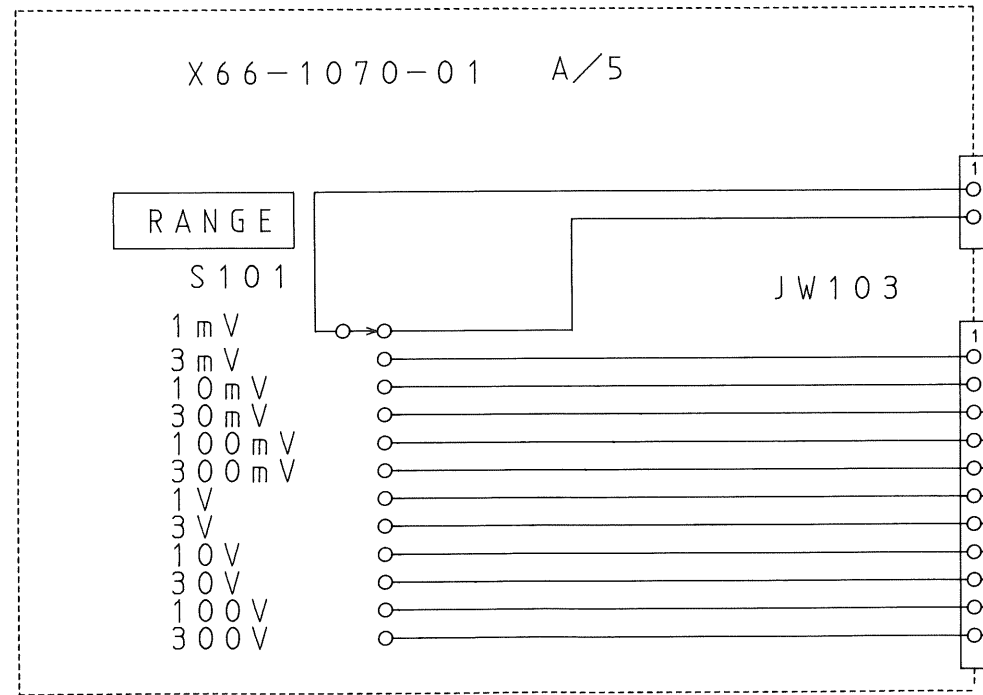 X66-1070-01 A/5
1
RANGE
S101
JW103
1mV
1
3mV
10mV
30mV
100mV
300mV
1V
3V
10V
30V
100V
300V